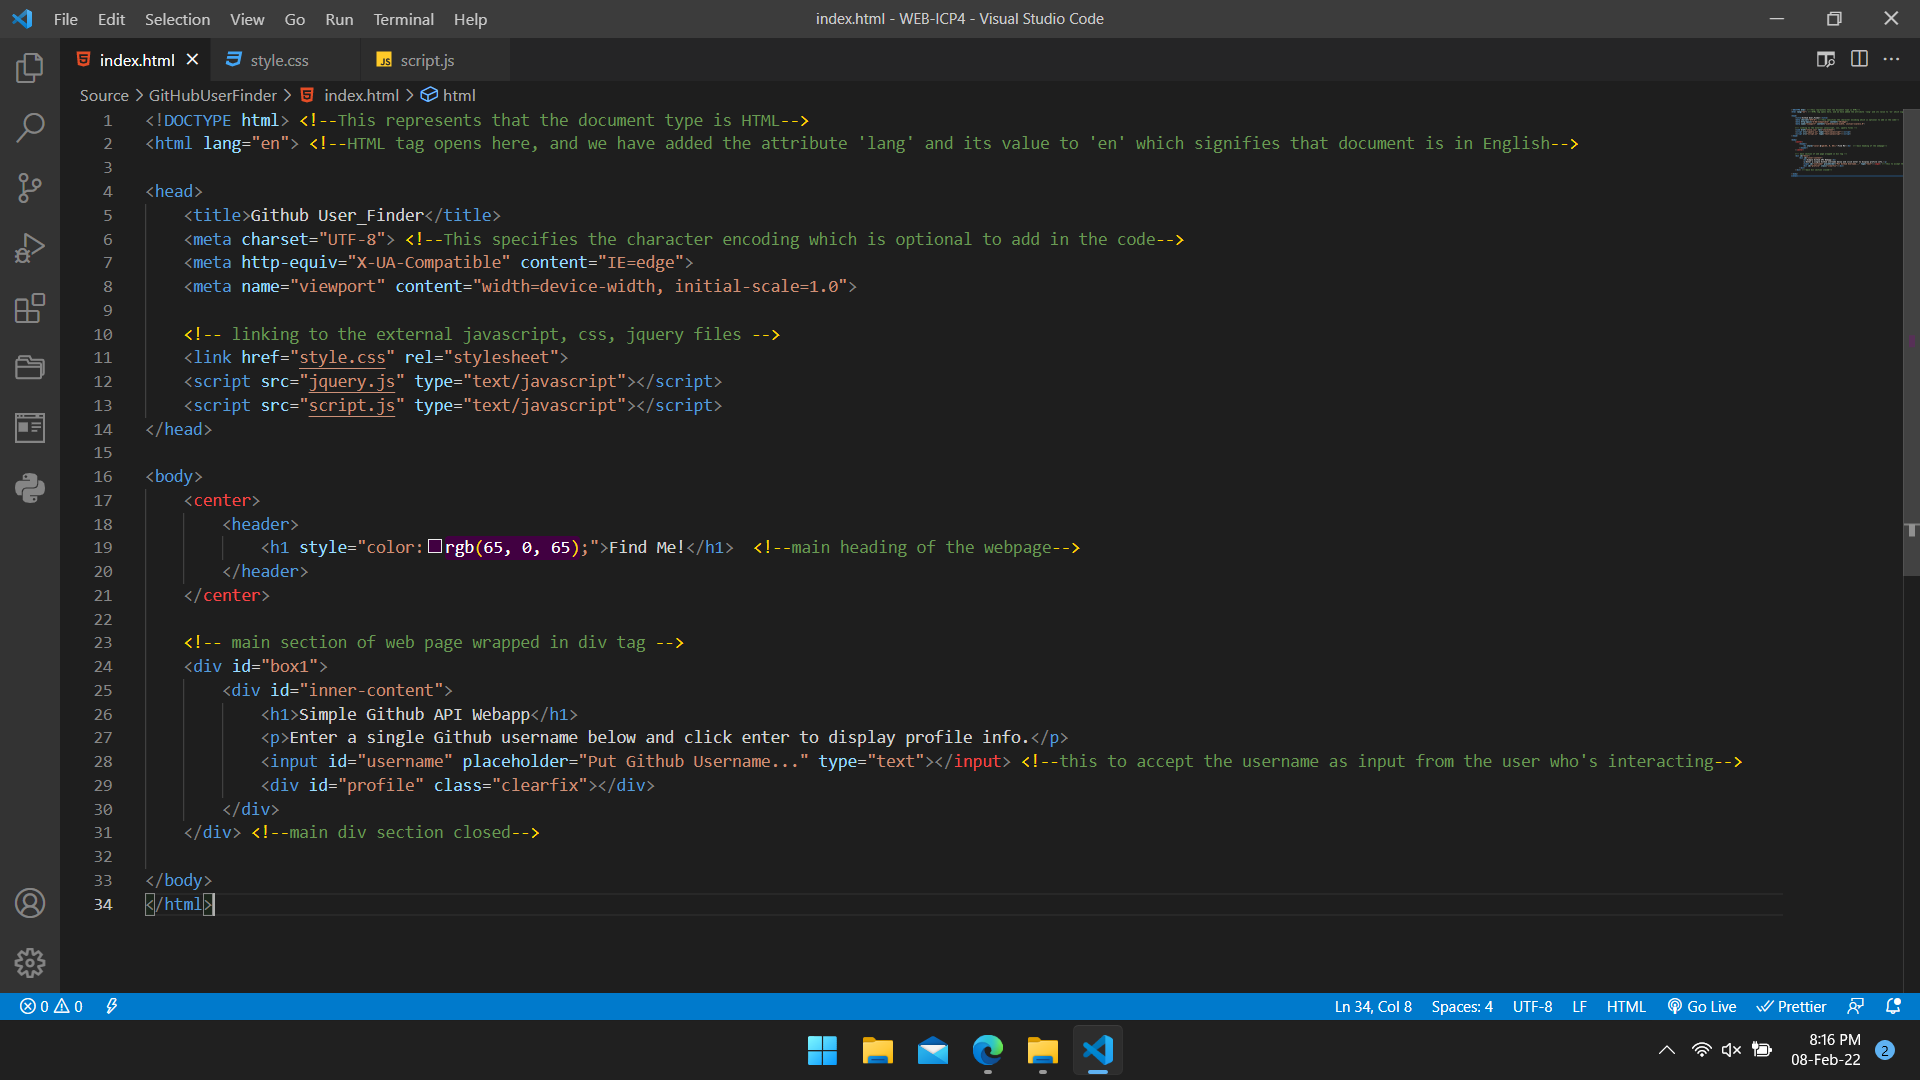 File Edit Selection View Go Run Terminal Help
index.html - WEB-ICP4 - Visual Studio Code
index.html style.css JS script.js
Source > GitHubUserFinder > index.html > html
1 <!DOCTYPE html> <!--This represents that the document type is HTML-->
2 <html lang="en"> <!--HTML tag opens here, and we have added the attribute 'lang' and its value to 'en' which signifies that document is in English-->
3
4 <head>
5 <title>Github User_Finder</title>
6 <meta charset="UTF-8"> <!--This specifies the character encoding which is optional to add in the code-->
7 <meta http-equiv="X-UA-Compatible" content="IE=edge">
8 <meta name="viewport" content="width=device-width, initial-scale=1.0">
9
10 <!-- linking to the external javascript, css, jquery files -->
11 <link href="style.css" rel="stylesheet">
12 <script src="jquery.js" type="text/javascript"></script>
13 <script src="script.js" type="text/javascript"></script>
14 </head>
15
16 <body>
17 <center>
18 <header>
19 <h1 style="color:rgb(65, 0, 65);">Find Me!</h1> <!--main heading of the webpage-->
20 </header>
21 </center>
22
23 <!-- main section of web page wrapped in div tag -->
24 <div id="box1">
25 <div id="inner-content">
26 <h1>Simple Github API Webapp</h1>
27 <p>Enter a single Github username below and click enter to display profile info.</p>
28 <input id="username" placeholder="Put Github Username..." type="text"></input> <!--this to accept the username as input from the user who's interacting-->
29 <div id="profile" class="clearfix"></div>
30 </div>
31 </div> <!--main div section closed-->
32
33 </body>
34 </html>
0 0 Ln 34, Col 8 Spaces: 4 UTF-8 LF HTML Go Live Prettier
8:16 PM
08-Feb-22
2